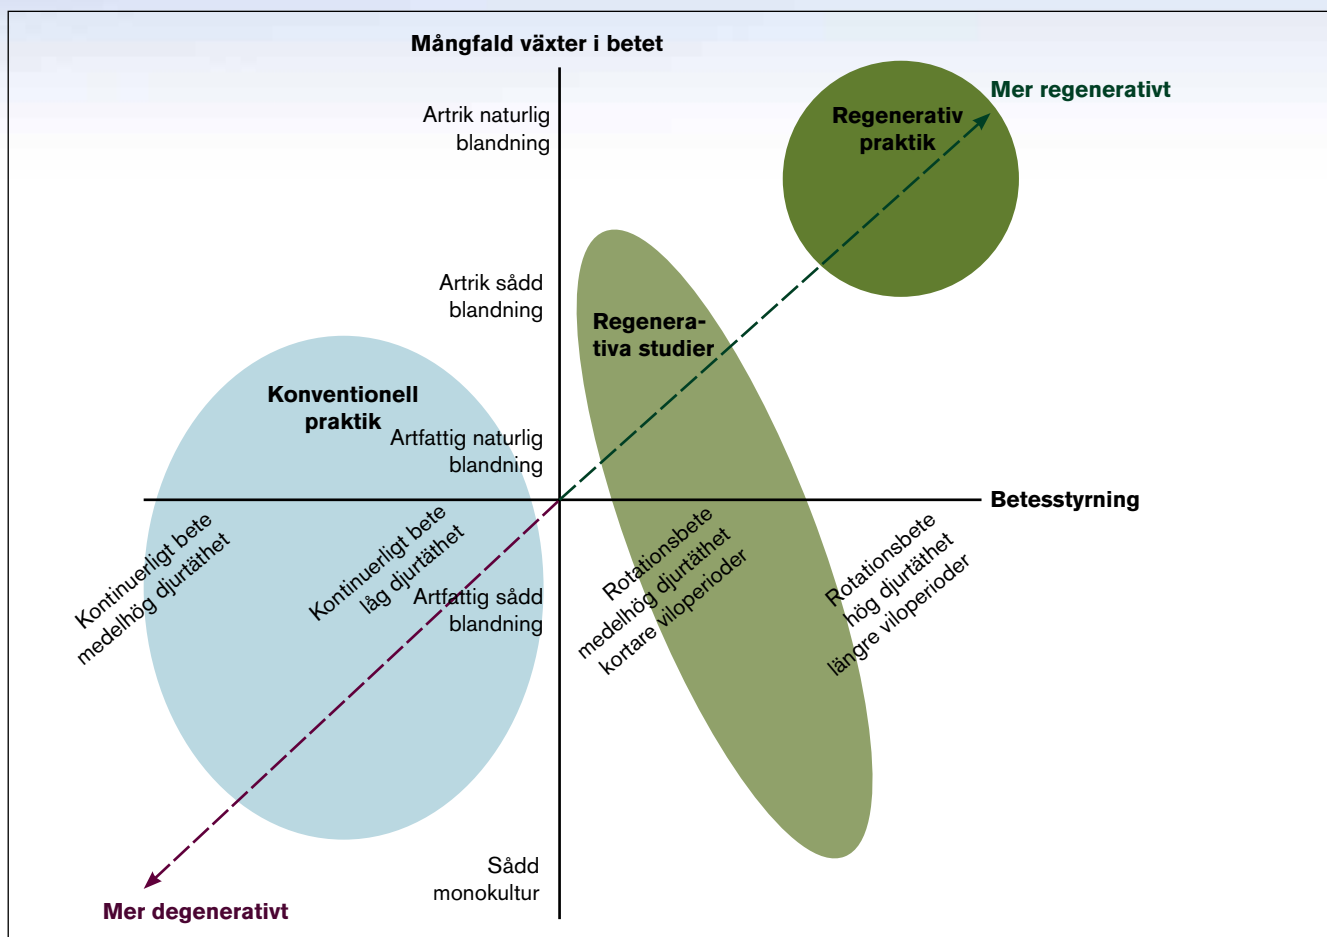 Mångfald växter i betet
Mer regenerativt
Artrik naturlig
blandning
Regenerativ
praktik
Artrik sådd
blandning
Regenera-
tiva studier
Konventionell
praktik
Artfattig naturlig
blandning
Betesstyrning
Kontinuerligt bete
medelhög djurtäthet
Kontinuerligt bete
låg djurtäthet
Rotationsbete
medelhög djurtäthet
kortare viloperioder
Rotationsbete
hög djurtäthet
längre viloperioder
Artfattig sådd
blandning
Sådd
monokultur
Mer degenerativt